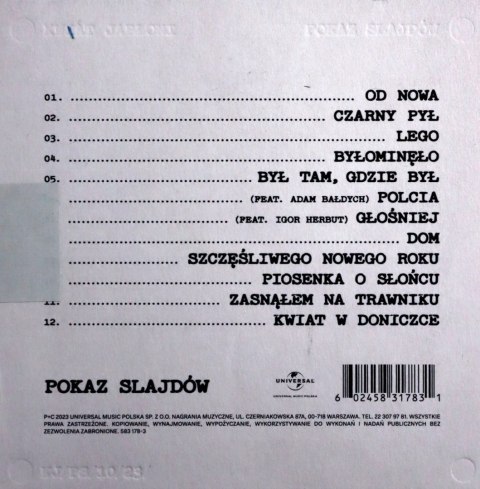 POKAZ SLAJDÓW
01. OD NOWA
02. CZARNY PYŁ
03. LEGO
04. BYŁOMINĘŁO
05. BYŁ TAM, GDZIE BYŁ
(FEAT. ADAM BAŁDYCH) POLCIA
(FEAT. IGOR HERBUT) GŁOŚNIEJ
DOM
SZCZĘŚLIWEGO NOWEGO ROKU
PIOSENKA O SŁOŃCU
11. ZASNĄŁEM NA TRAWNIKU
12. KWIAT W DONICZCE
POKAZ SLAJDÓW
UNIVERSAL
UNIVERSAL MUSIC POLSKA
6 02458 31783 1
P+C 2023 UNIVERSAL MUSIC POLSKA SP. Z O.O. NAGRANIA MUZYCZNE, UL. CZERNIAKOWSKA 87A, 00-718 WARSZAWA. TEL. 22 307 97 81. WSZYSTKIE
PRAWA ZASTRZEŻONE. KOPIOWANIE, WYNAJMOWANIE, WYPOŻYCZANIE, WYKORZYSTYWANIE DO WYKONAŃ I NADAŃ PUBLICZNYCH BEZ
ZEZWOLENIA ZABRONIONE. 583 178-3